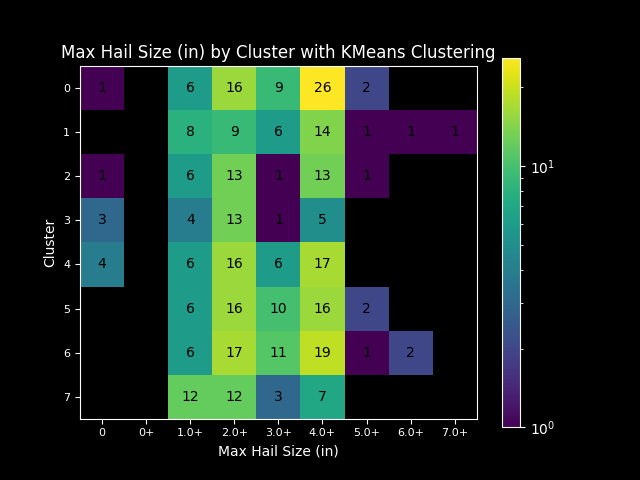 Max Hail Size (in) by Cluster with KMeans Clustering
0 1 6 16 9 26 2
1 8 9 6 14 1 1 1
2 1 6 13 1 13 1
3 3 4 13 1 5
4 4 6 16 6 17
5 6 16 10 16 2
6 6 17 11 19 1 2
7 12 12 3 7
0 0+ 1.0+ 2.0+ 3.0+ 4.0+ 5.0+ 6.0+ 7.0+
Max Hail Size (in)
Cluster
10¹
10⁰